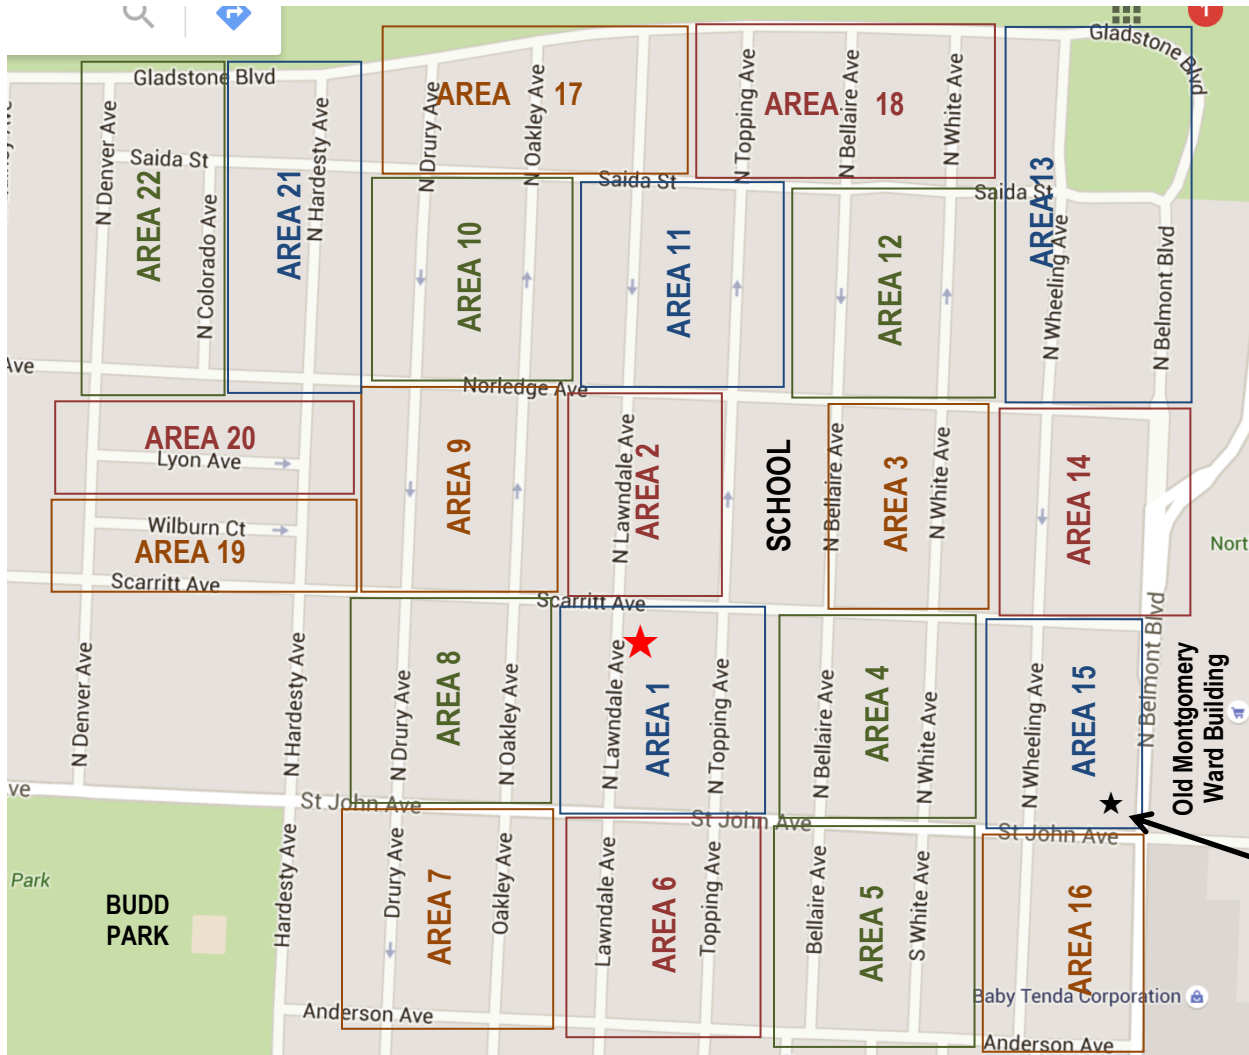 1
Gladstone Blvd
Gladstone Blvd
AREA 17
AREA 18
N Denver Ave
N Hardesty Ave
N Drury Ave
N Oakley Ave
N Topping Ave
N Bellaire Ave
N White Ave
Saida St
Saida St
Saida St
AREA 22
N Colorado Ave
AREA 21
AREA 10
AREA 11
AREA 12
AREA 13
N Wheeling Ave
N Belmont Blvd
Ave
Norledge Ave
AREA 20
Lyon Ave
Wilburn Ct
AREA 19
Scarritt Ave
AREA 9
N Lawndale Ave
AREA 2
SCHOOL
N Bellaire Ave
AREA 3
N White Ave
AREA 14
Nort
Scarritt Ave
N Denver Ave
N Hardesty Ave
N Drury Ave
AREA 8
N Oakley Ave
N Lawndale Ave
AREA 1
N Topping Ave
N Bellaire Ave
AREA 4
N White Ave
N Wheeling Ave
AREA 15
N Belmont Blvd
Old Montgomery
Ward Building
ve
St John Ave
St John Ave
St John Ave
Park
BUDD
PARK
Hardesty Ave
Drury Ave
AREA 7
Oakley Ave
Lawndale Ave
AREA 6
Topping Ave
Bellaire Ave
AREA 5
S White Ave
AREA 16
Baby Tenda Corporation
Anderson Ave
Anderson Ave